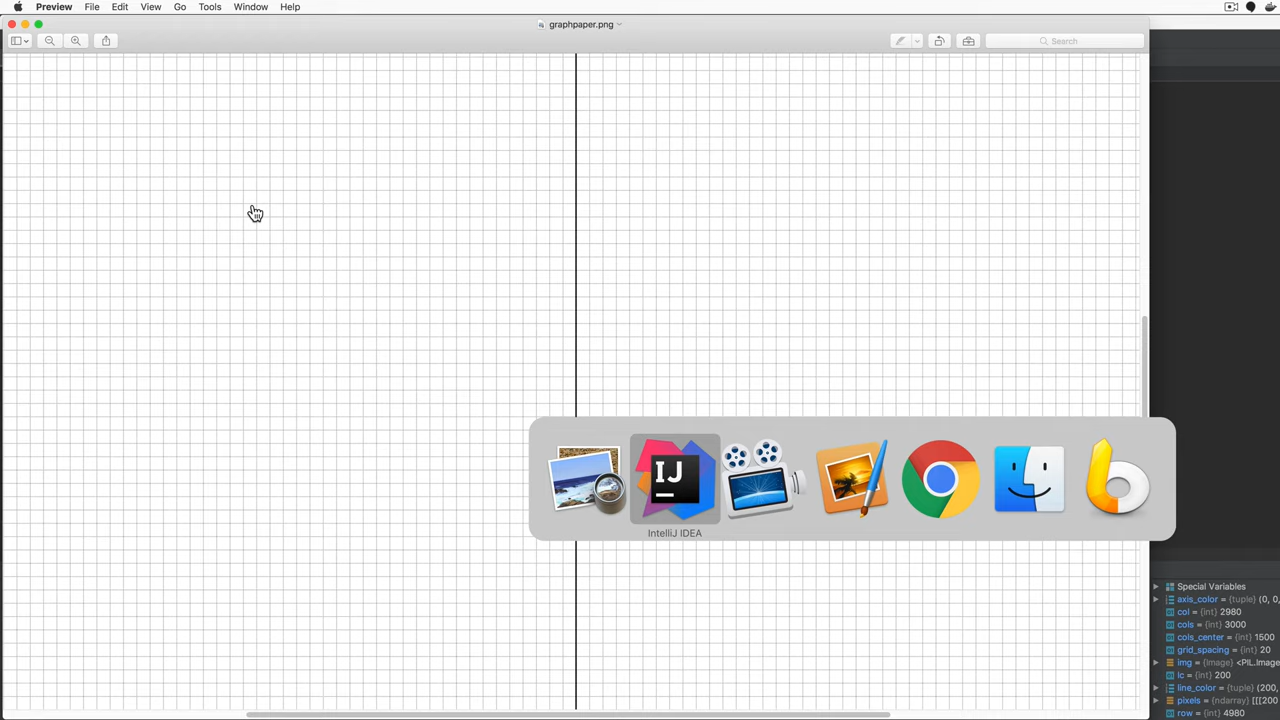 Preview File Edit View Go Tools Window Help
graphpaper.png
Search
IJ
IntelliJ IDEA
Special Variables
axis_color = {tuple} (0, 0,
col = {int} 2980
cols = {int} 3000
cols_center = {int} 1500
grid_spacing = {int} 20
img = {Image} <PIL.Image
lc = {int} 200
line_color = {tuple} (200,
pixels = {ndarray} [[[200
row = {int} 4980